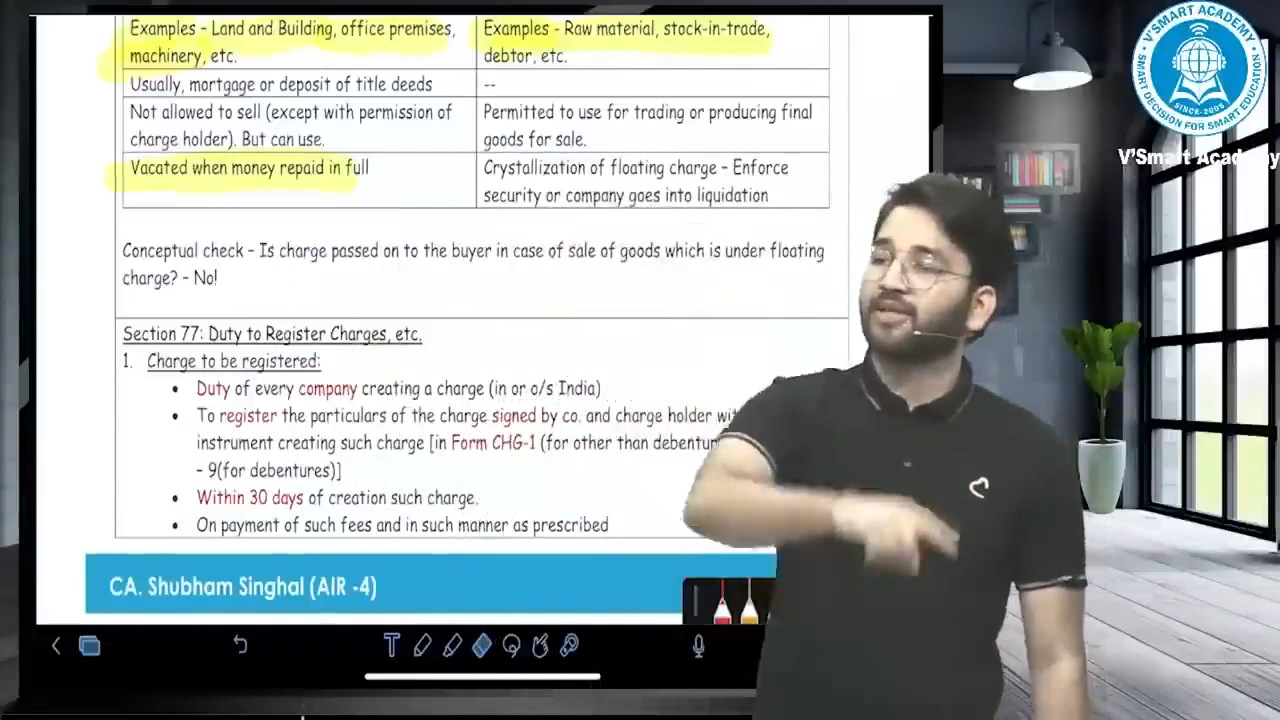 Examples - Land and Building, office premises,
machinery, etc.
Examples - Raw material, stock-in-trade,
debtor, etc.
Usually, mortgage or deposit of title deeds
--
Not allowed to sell (except with permission of
charge holder). But can use.
Permitted to use for trading or producing final
goods for sale.
Vacated when money repaid in full
Crystallization of floating charge – Enforce
security or company goes into liquidation
Conceptual check – Is charge passed on to the buyer in case of sale of goods which is under floating
charge? – No!
Section 77: Duty to Register Charges, etc.
1. Charge to be registered:
• Duty of every company creating a charge (in or o/s India)
• To register the particulars of the charge signed by co. and charge holder
instrument creating such charge [in Form CHG-1 (for other than
– 9(for debentures)]
• Within 30 days of creation such charge.
• On payment of such fees and in such manner as prescribed
CA. Shubham Singhal (AIR -4)
T
V'SMART ACADEMY
SINCE-2005
SMART DECISION FOR SMART EDUCATION
V'Smart Academy